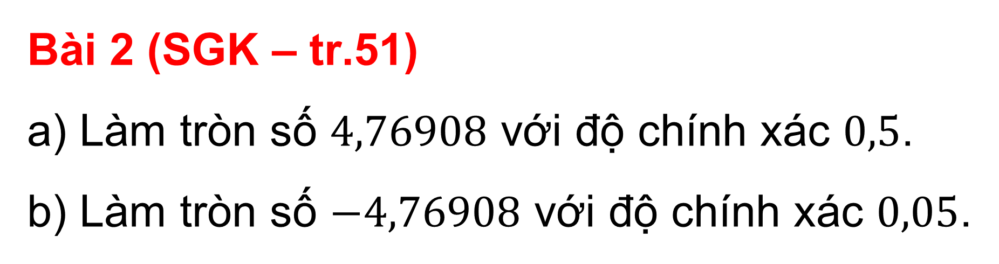 Bài 2 (SGK – tr.51)
a) Làm tròn số 4,76908 với độ chính xác 0,5.
b) Làm tròn số −4,76908 với độ chính xác 0,05.